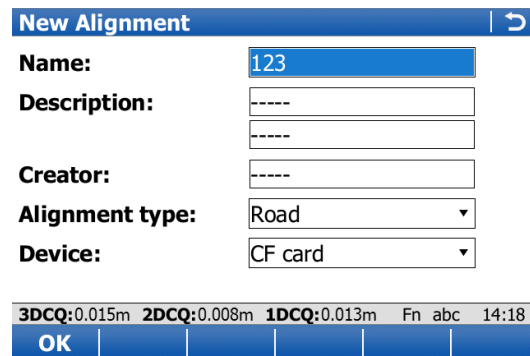 New Alignment
Name: 123
Description: -----
-----
Creator: -----
Alignment type: Road
Device: CF card
3DCQ:0.015m 2DCQ:0.008m 1DCQ:0.013m Fn abc 14:18
OK